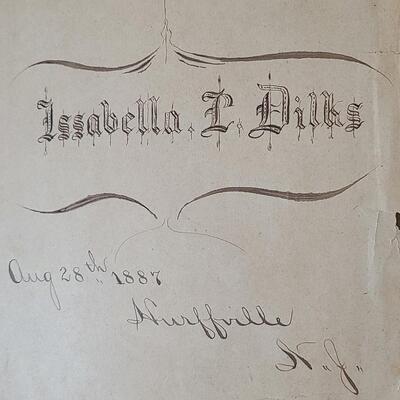 Issabella. L. Dilks
Aug 28th 1887
Hurffville
N.J.